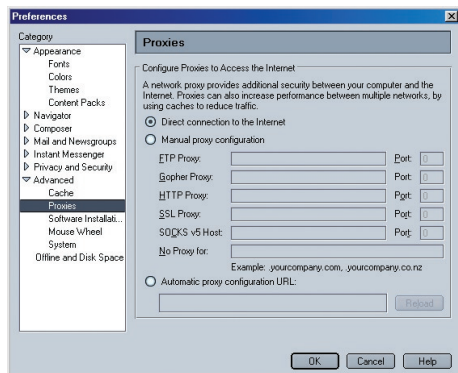 Preferences
Category
Appearance
Fonts
Colors
Themes
Content Packs
Navigator
Composer
Mail and Newsgroups
Instant Messenger
Privacy and Security
Advanced
Cache
Proxies
Software Installati...
Mouse Wheel
System
Offline and Disk Space
Proxies
Configure Proxies to Access the Internet
A network proxy provides additional security between your computer and the
Internet. Proxies can also increase performance between multiple networks, by
using caches to reduce traffic.
Direct connection to the Internet
Manual proxy configuration
FTP Proxy: Port: 0
Gopher Proxy: Port: 0
HTTP Proxy: Port: 0
SSL Proxy: Port: 0
SOCKS v5 Host: Port: 0
No Proxy for:
Example: .yourcompany.com, .yourcompany.co.nz
Automatic proxy configuration URL:
Reload
OK Cancel Help